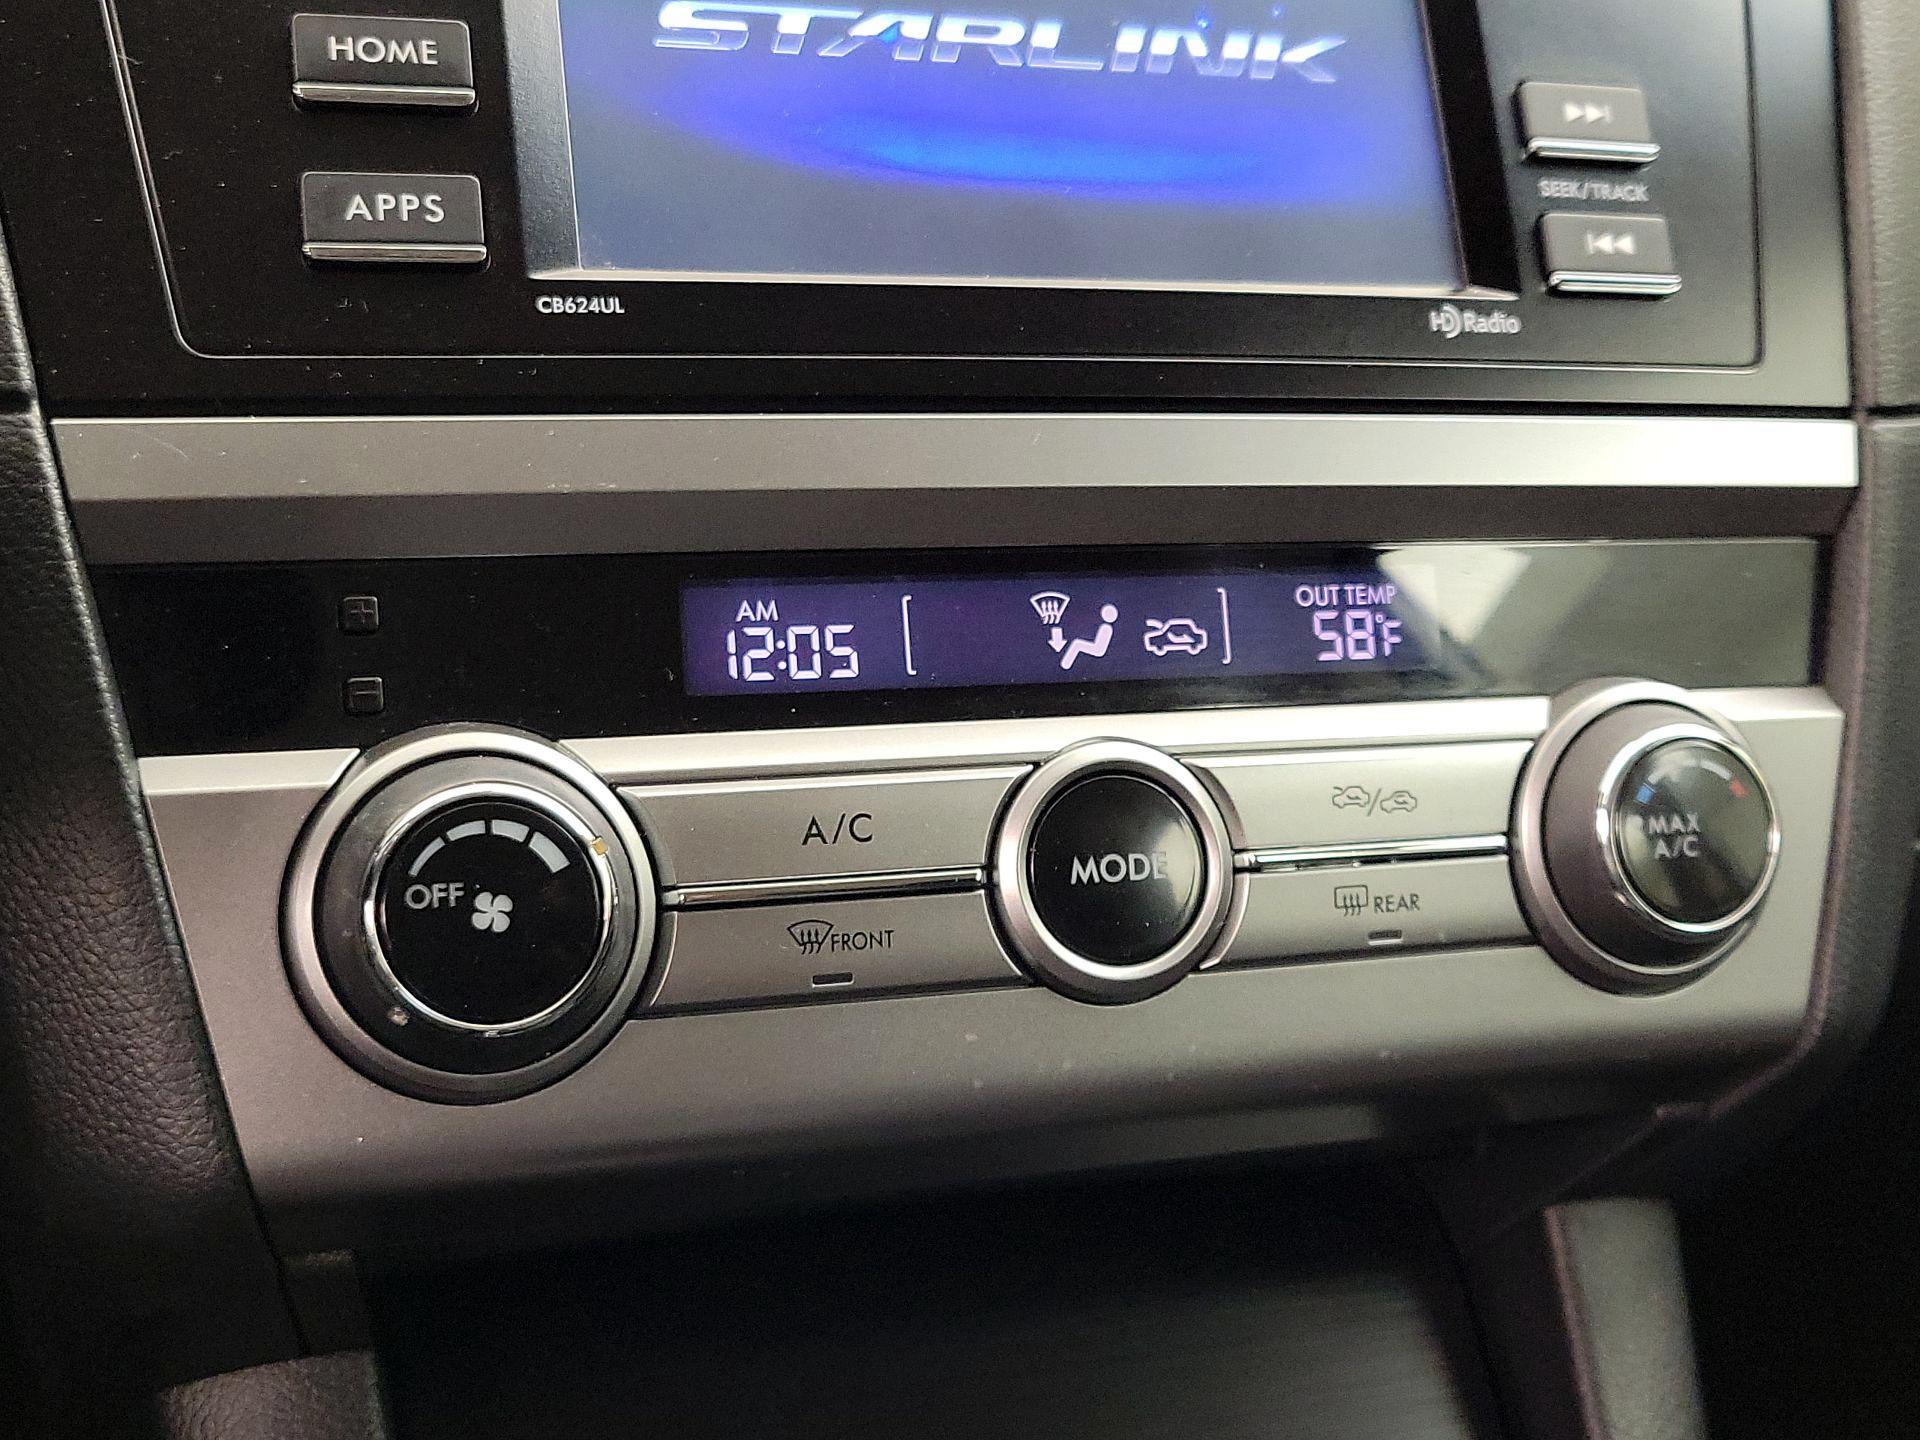 STARLINK
HOME
APPS
SEEK/TRACK
CB624UL
HD Radio
AM
12:05
OUT TEMP
58°F
OFF
A/C
FRONT
MODE
REAR
MAX
A/C